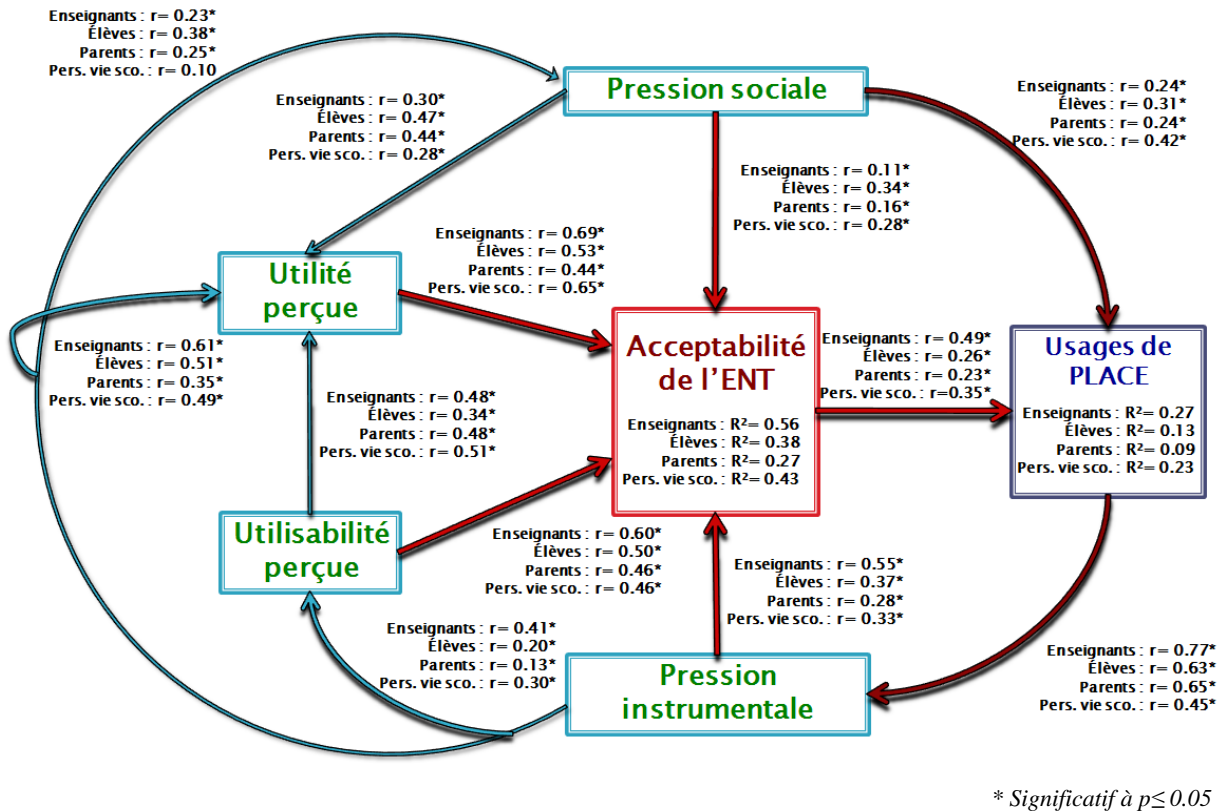 Enseignants : r= 0.23*
Élèves : r= 0.38*
Parents : r= 0.25*
Pers. vie sco. : r= 0.10
Pression sociale
Enseignants : r= 0.24*
Élèves : r= 0.31*
Parents : r= 0.24*
Pers. vie sco. : r= 0.42*
Enseignants : r= 0.30*
Élèves : r= 0.47*
Parents : r= 0.44*
Pers. vie sco. : r= 0.28*
Enseignants : r= 0.11*
Élèves : r= 0.34*
Parents : r= 0.16*
Pers. vie sco. : r= 0.28*
Enseignants : r= 0.69*
Élèves : r= 0.53*
Parents : r= 0.44*
Pers. vie sco. : r= 0.65*
Utilité
perçue
Enseignants : r= 0.61*
Élèves : r= 0.51*
Parents : r= 0.35*
Pers. vie sco. : r= 0.49*
Acceptabilité
de l’ENT
Enseignants : R²= 0.56
Élèves : R²= 0.38
Parents : R²= 0.27
Pers. vie sco. : R²= 0.43
Enseignants : r= 0.49*
Élèves : r= 0.26*
Parents : r= 0.23*
Pers. vie sco. : r=0.35*
Usages de
PLACE
Enseignants : R²= 0.27
Élèves : R²= 0.13
Parents : R²= 0.09
Pers. vie sco. : R²= 0.23
Enseignants : r= 0.48*
Élèves : r= 0.34*
Parents : r= 0.48*
Pers. vie sco. : r= 0.51*
Utilisabilité
perçue
Enseignants : r= 0.60*
Élèves : r= 0.50*
Parents : r= 0.46*
Pers. vie sco. : r= 0.46*
Enseignants : r= 0.55*
Élèves : r= 0.37*
Parents : r= 0.28*
Pers. vie sco. : r= 0.33*
Enseignants : r= 0.41*
Élèves : r= 0.20*
Parents : r= 0.13*
Pers. vie sco. : r= 0.30*
Pression
instrumentale
Enseignants : r= 0.77*
Élèves : r= 0.63*
Parents : r= 0.65*
Pers. vie sco. : r= 0.45*
* Significatif à p≤ 0.05